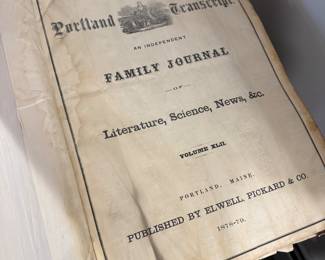 Portland Transcript,
AN INDEPENDENT
FAMILY JOURNAL
—OF—
Literature, Science, News, &c.
VOLUME XLII.
PORTLAND, MAINE.
PUBLISHED BY ELWELL, PICKARD & CO.
1878-79.